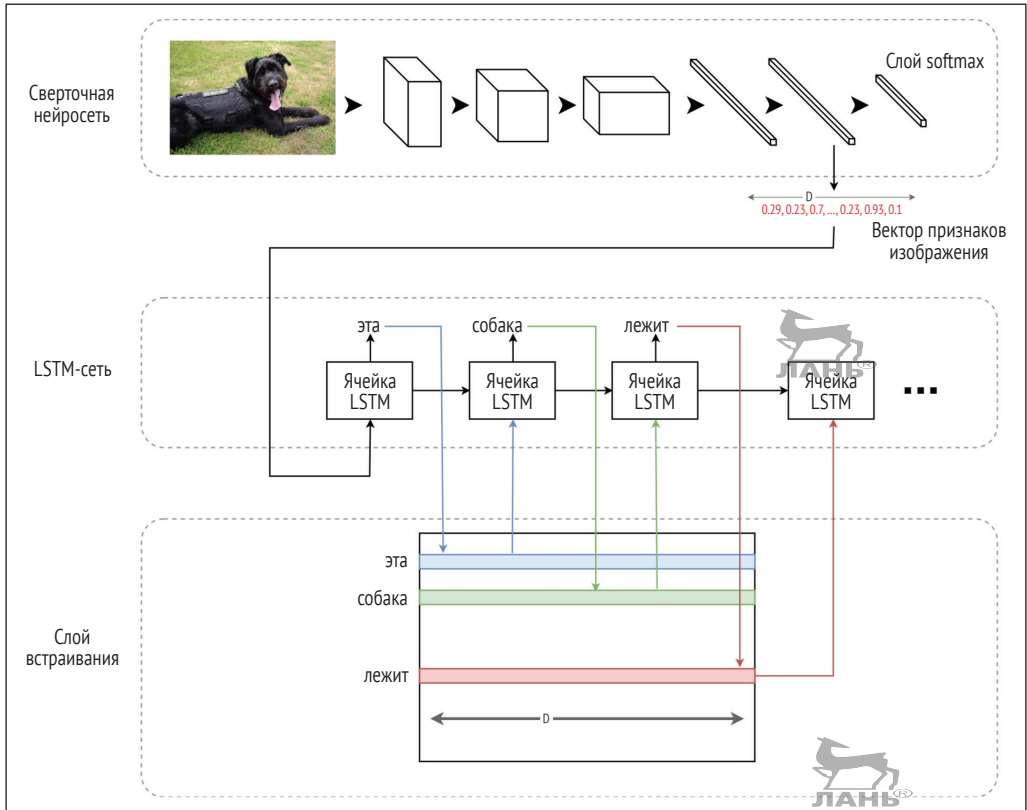 Сверточная
нейросеть
Слой softmax
D
0.29, 0.23, 0.7, ..., 0.23, 0.93, 0.1
Вектор признаков
изображения
LSTM-сеть
эта
собака
лежит
Ячейка
LSTM
Ячейка
LSTM
Ячейка
LSTM
Ячейка
LSTM
...
ЛАНЬ®
Слой
встраивания
эта
собака
лежит
D
ЛАНЬ®